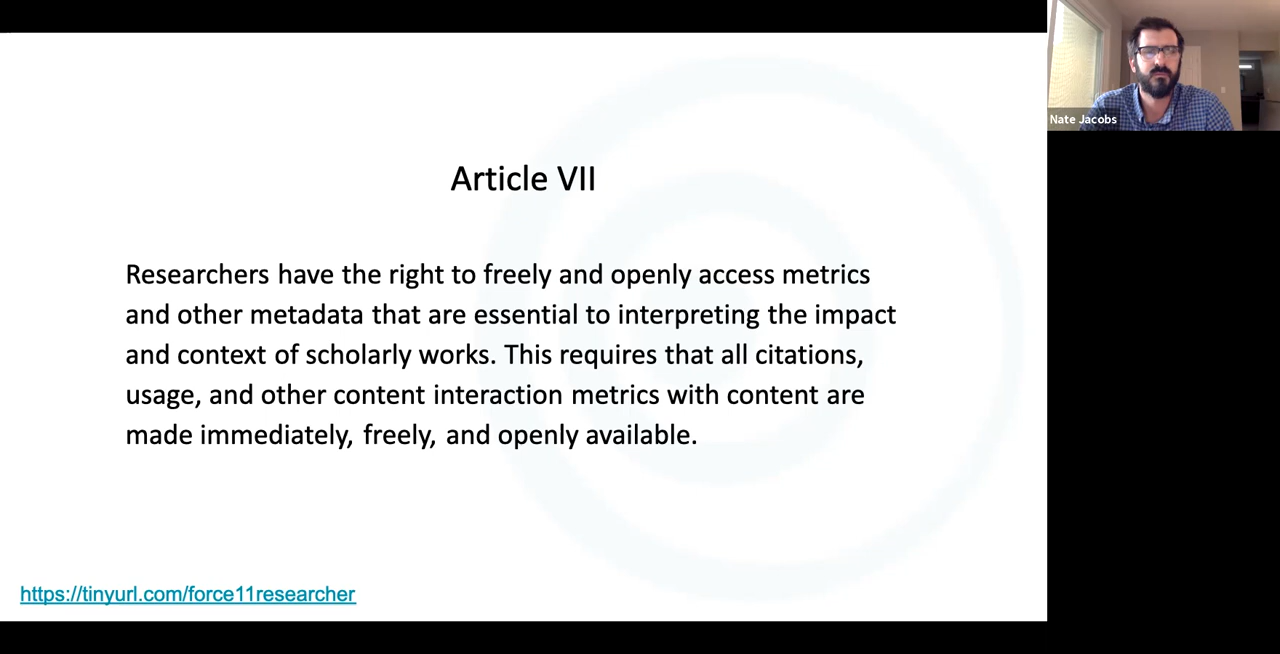 Article VII
Researchers have the right to freely and openly access metrics
and other metadata that are essential to interpreting the impact
and context of scholarly works. This requires that all citations,
usage, and other content interaction metrics with content are
made immediately, freely, and openly available.
https://tinyurl.com/force11researcher
Nate Jacobs